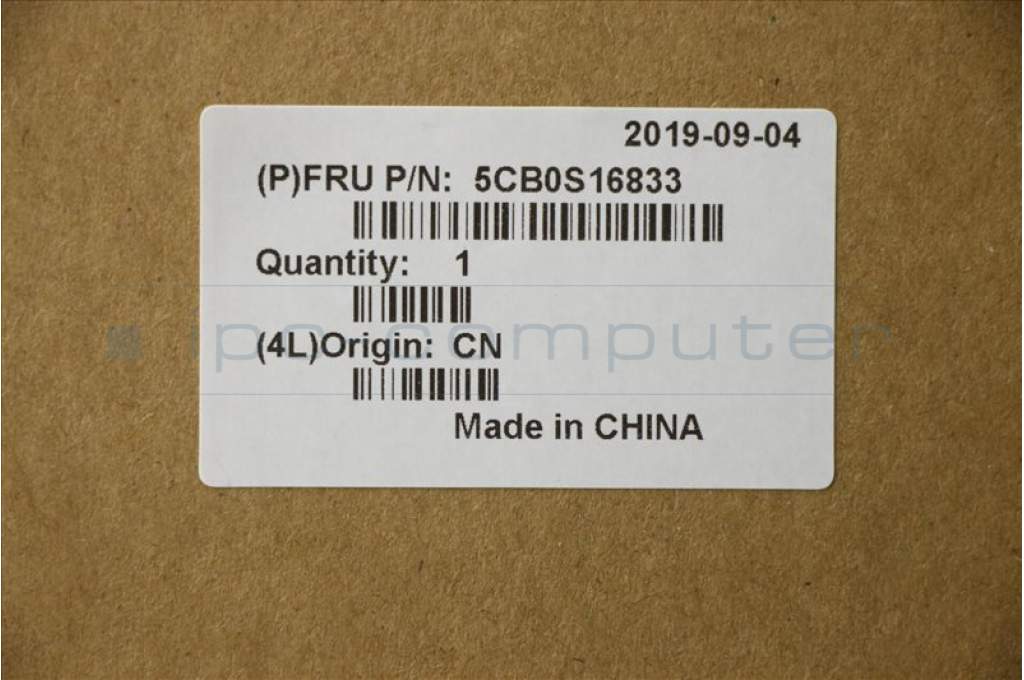 2019-09-04
(P)FRU P/N: 5CB0S16833
Quantity: 1
ipc computer
(4L)Origin: CN
Made in CHINA